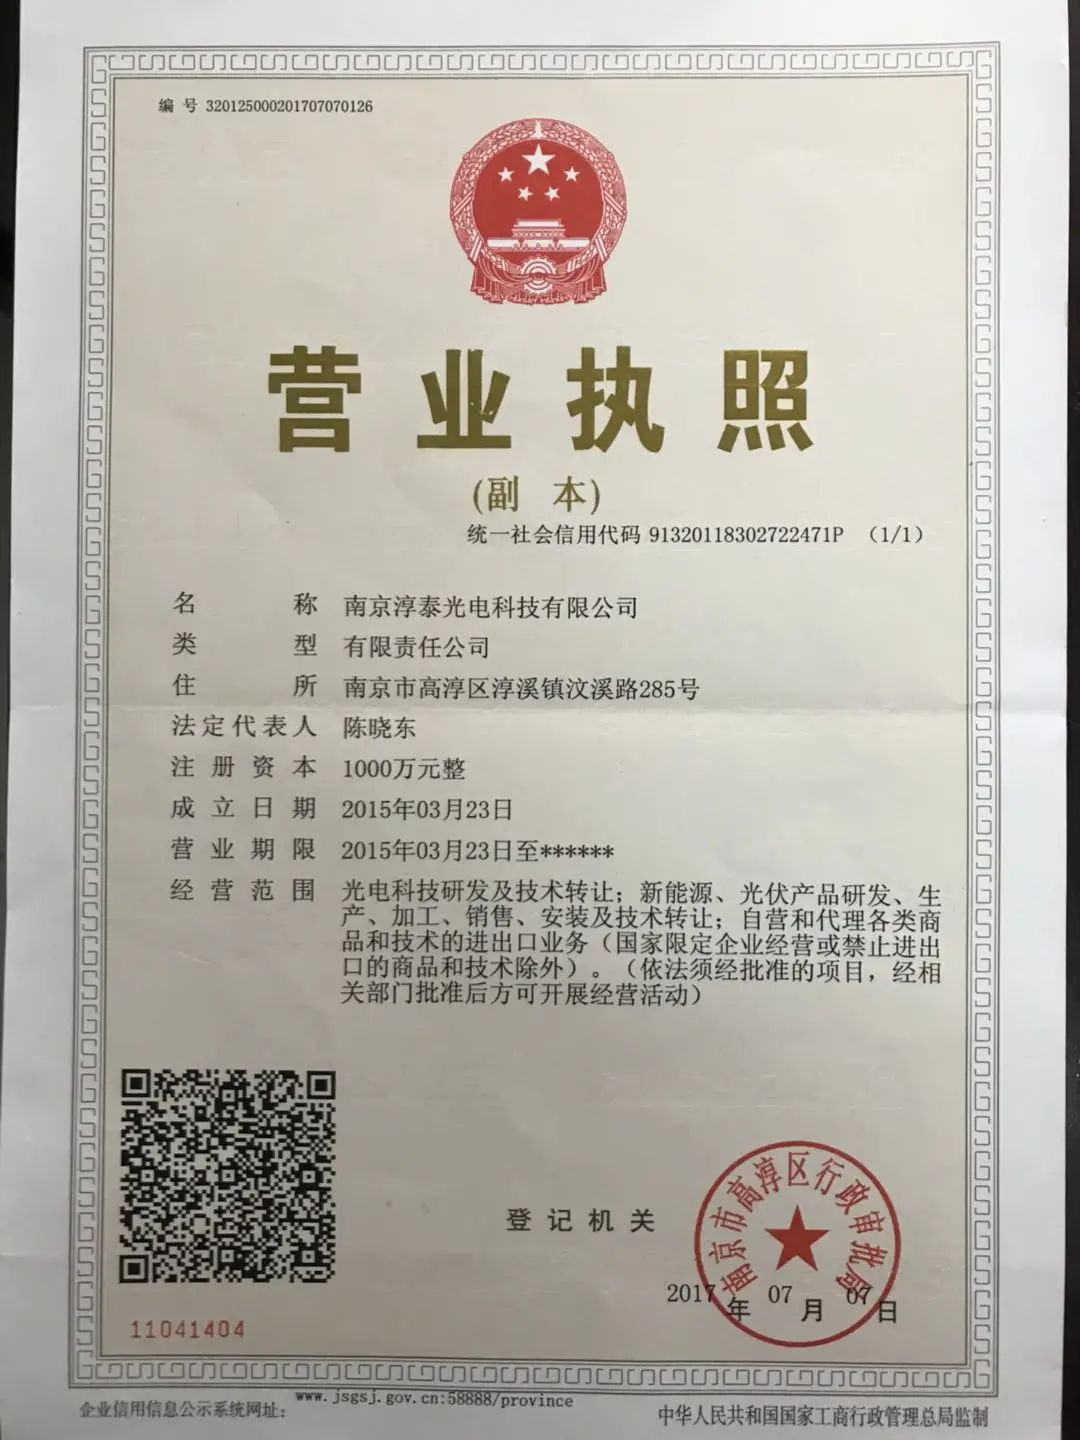 编 号 320125000201707070126
营业执照
(副 本)
统一社会信用代码 91320118302722471P （1/1）
名 称 南京淳泰光电科技有限公司
类 型 有限责任公司
住 所 南京市高淳区淳溪镇汶溪路285号
法定代表人 陈晓东
注册资本 1000万元整
成立日期 2015年03月23日
营业期限 2015年03月23日至******
经营范围 光电科技研发及技术转让；新能源、光伏产品研发、生
产、加工、销售、安装及技术转让；自营和代理各类商
品和技术的进出口业务（国家限定企业经营或禁止进出
口的商品和技术除外）。（依法须经批准的项目，经相
关部门批准后方可开展经营活动）
登记机关
南京市高淳区行政审批局
2017年07月07日
11041404
企业信用信息公示系统网址：www.jsgsj.gov.cn:58888/province
中华人民共和国国家工商行政管理总局监制